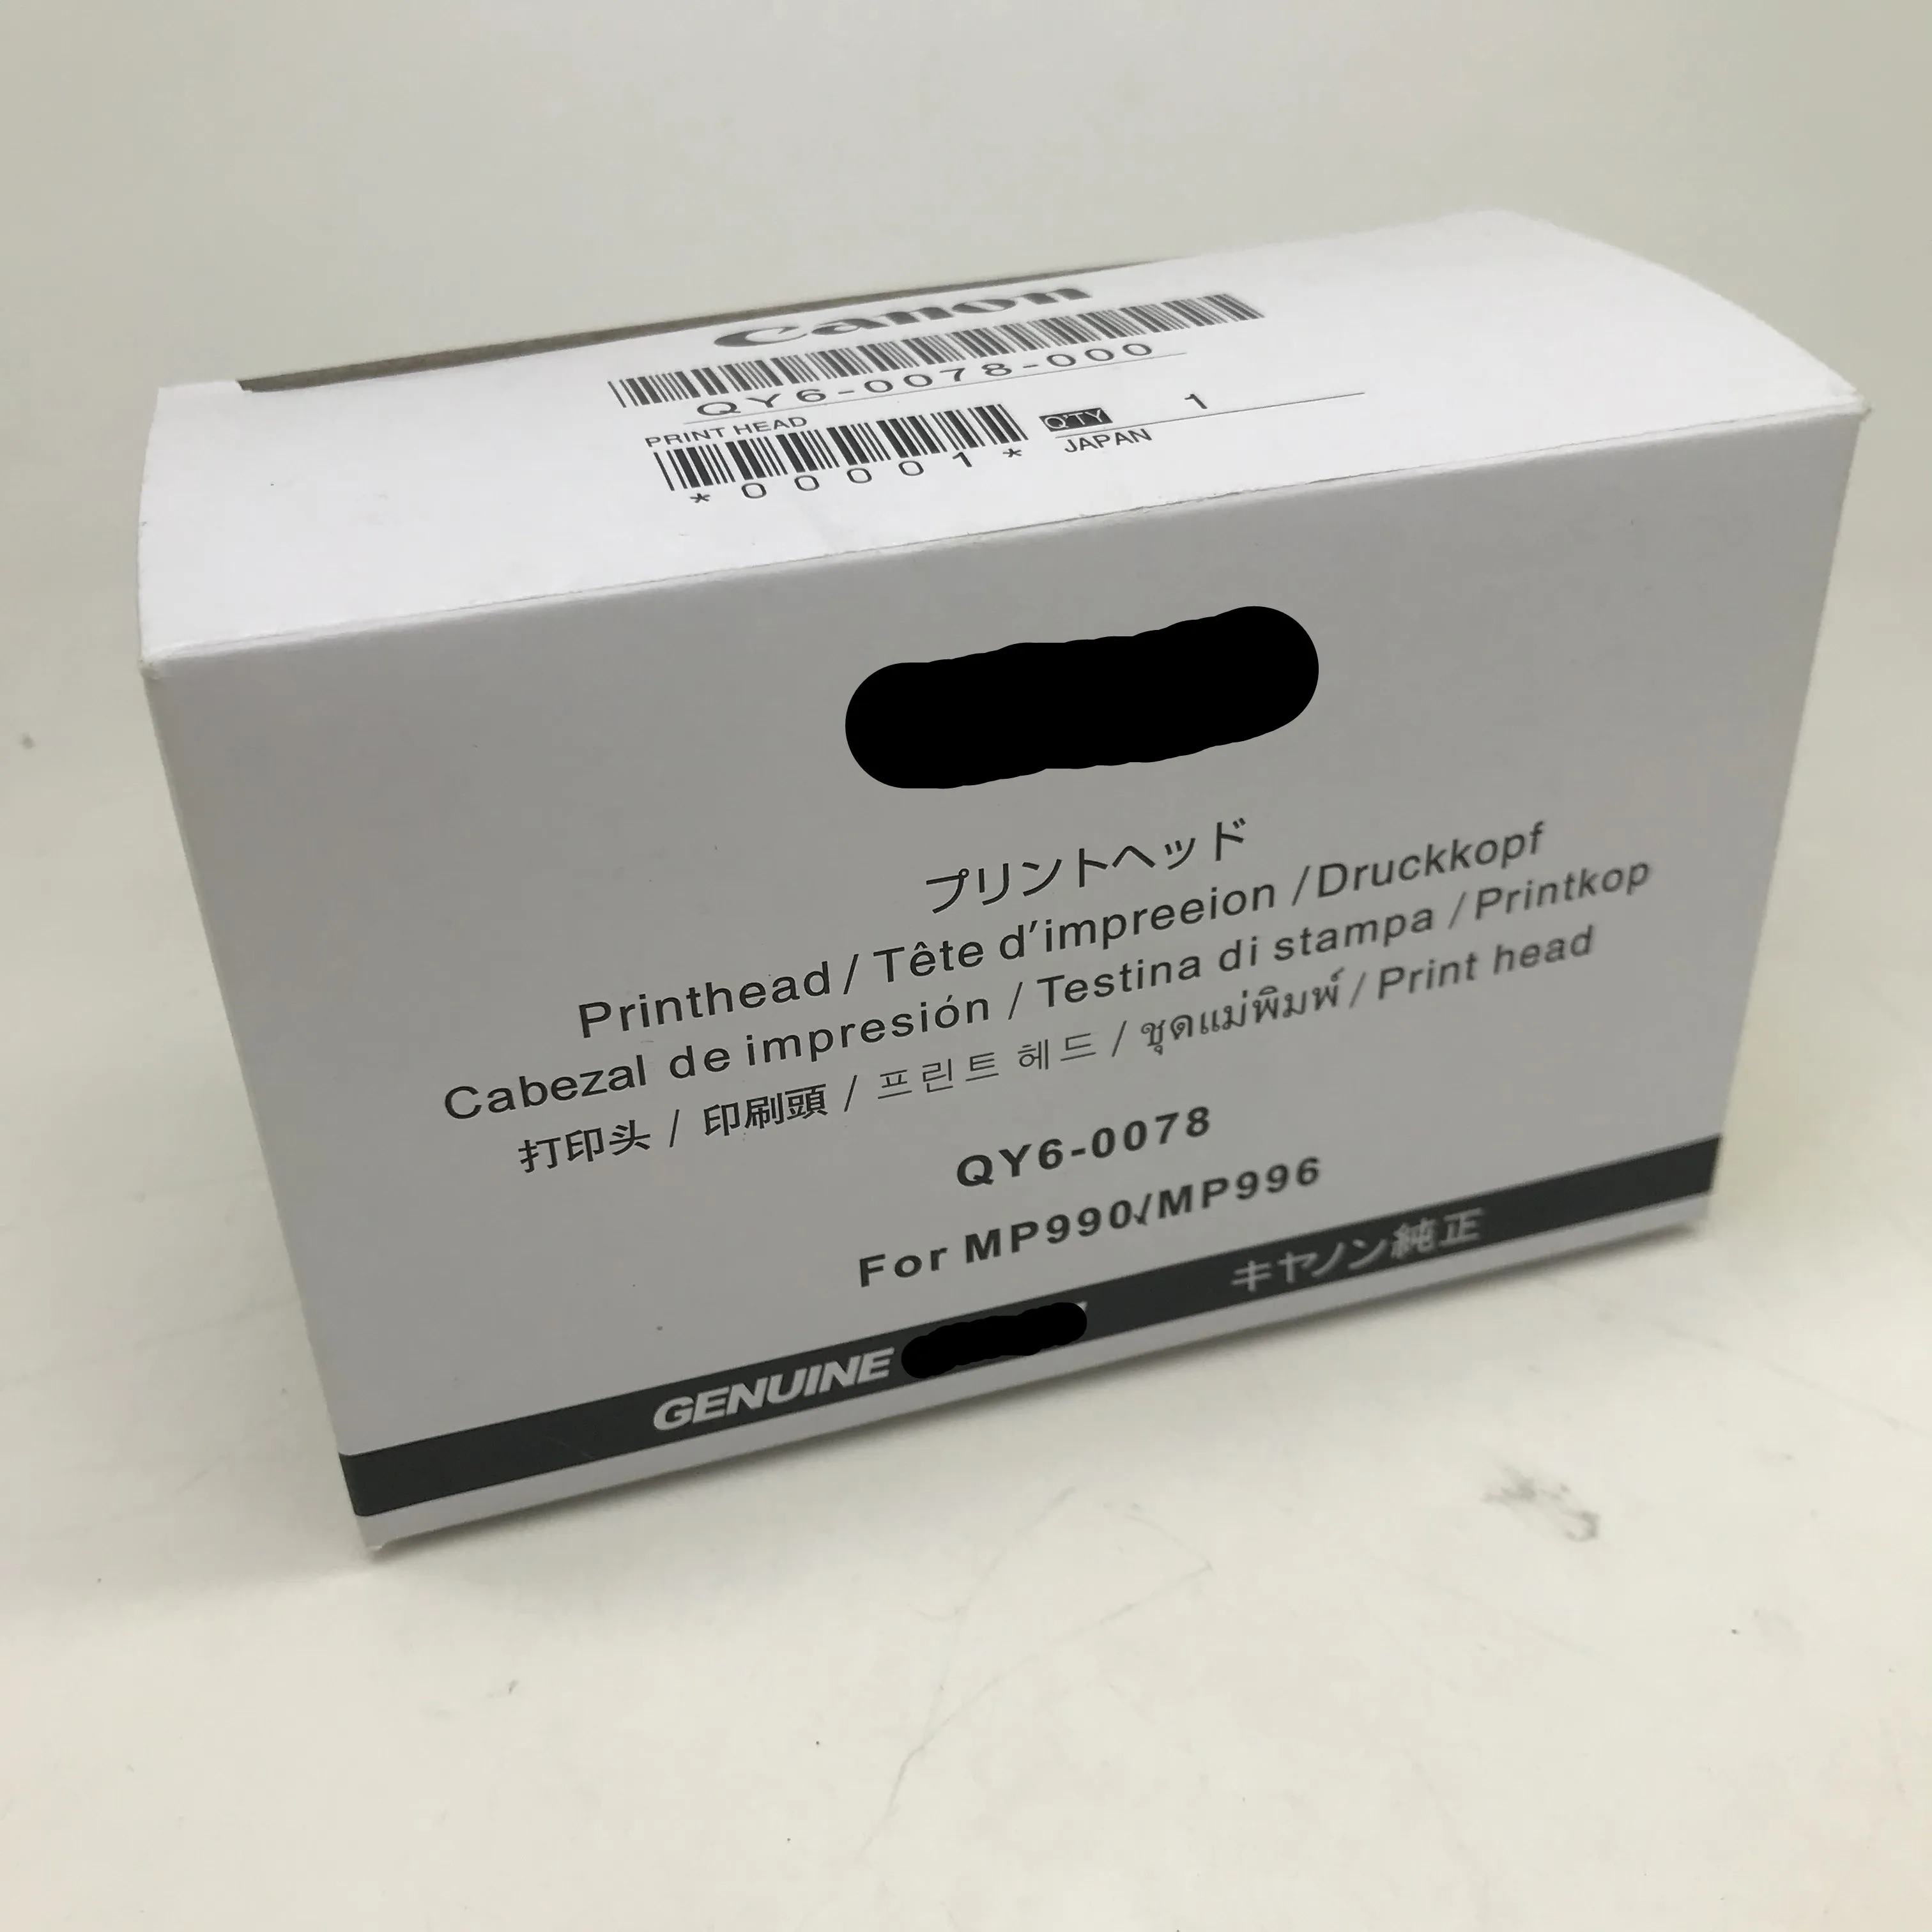 Canon
QY6-0078-000
PRINT HEAD
Q'TY 1
*00001* JAPAN
プリントヘッド
Printhead / Tête d'impreeion / Druckkopf
Cabezal de impresión / Testina di stampa / Printkop
打印头 / 印刷頭 / 프린트 헤드 / ชุดแม่พิมพ์ / Print head
QY6-0078
For MP990/MP996
GENUINE キヤノン純正